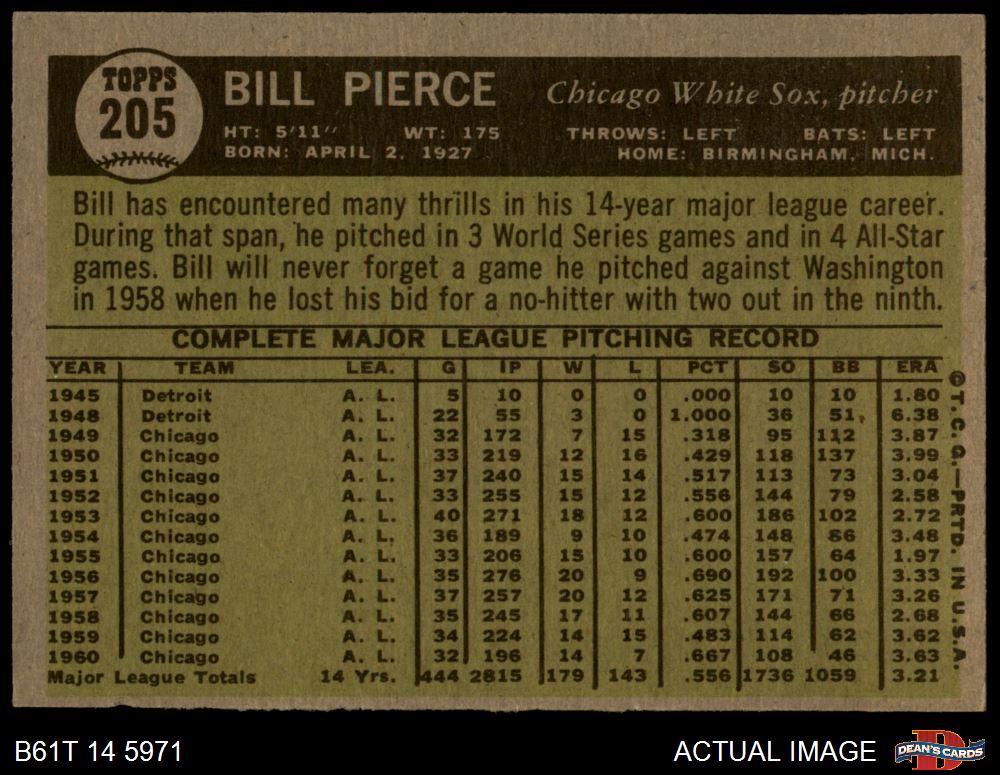 TOPPS
205
BILL PIERCE
Chicago White Sox, pitcher
HT: 5'11" WT: 175 THROWS: LEFT BATS: LEFT
BORN: APRIL 2, 1927 HOME: BIRMINGHAM, MICH.
Bill has encountered many thrills in his 14-year major league career.
During that span, he pitched in 3 World Series games and in 4 All-Star
games. Bill will never forget a game he pitched against Washington
in 1958 when he lost his bid for a no-hitter with two out in the ninth.
COMPLETE MAJOR LEAGUE PITCHING RECORD
YEAR TEAM LEA. G IP W L PCT SO BB ERA
1945 Detroit A. L. 5 10 0 0 .000 10 10 1.80
1948 Detroit A. L. 22 55 3 0 1.000 36 51 6.38
1949 Chicago A. L. 32 172 7 15 .318 95 112 3.87
1950 Chicago A. L. 33 219 12 16 .429 118 137 3.99
1951 Chicago A. L. 37 240 15 14 .517 113 73 3.04
1952 Chicago A. L. 33 255 15 12 .556 144 79 2.58
1953 Chicago A. L. 40 271 18 12 .600 186 102 2.72
1954 Chicago A. L. 36 189 9 10 .474 148 86 3.48
1955 Chicago A. L. 33 206 15 10 .600 157 64 1.97
1956 Chicago A. L. 35 276 20 9 .690 192 100 3.33
1957 Chicago A. L. 37 257 20 12 .625 171 71 3.26
1958 Chicago A. L. 35 245 17 11 .607 144 66 2.68
1959 Chicago A. L. 34 224 14 15 .483 114 62 3.62
1960 Chicago A. L. 32 196 14 7 .667 108 46 3.63
Major League Totals 14 Yrs. 444 2815 179 143 .556 1736 1059 3.21
© T. C. G.—PRTD. IN U.S.A.
B61T 14 5971
ACTUAL IMAGE
D
DEAN'S CARDS